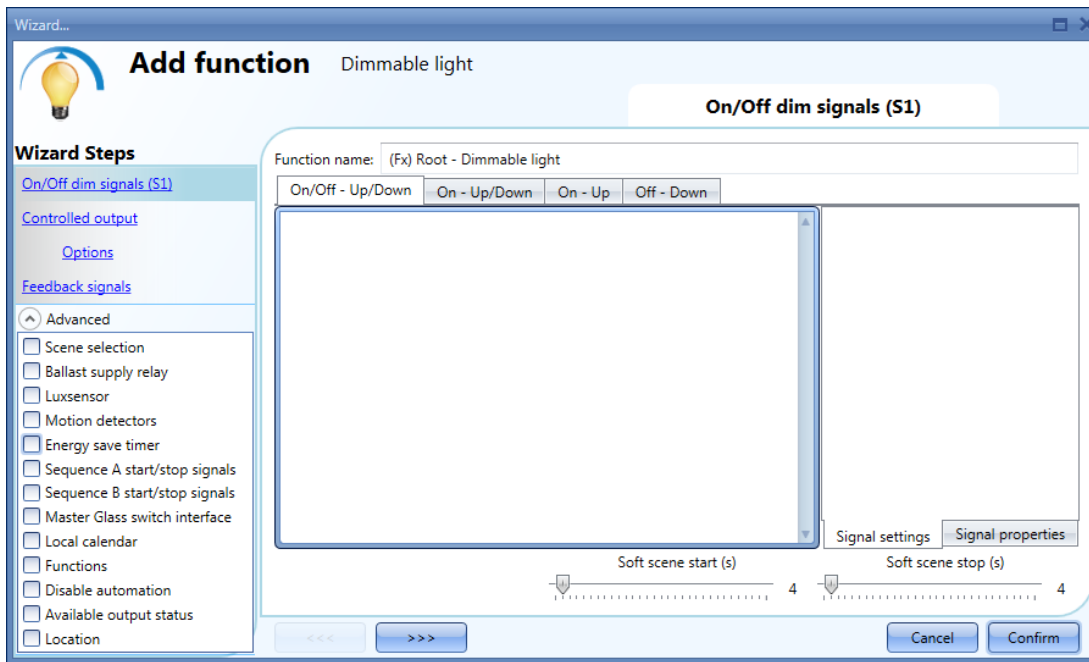 Wizard...
Add function Dimmable light
On/Off dim signals (S1)
Wizard Steps
On/Off dim signals (S1)
Controlled output
Options
Feedback signals
Advanced
Scene selection
Ballast supply relay
Luxsensor
Motion detectors
Energy save timer
Sequence A start/stop signals
Sequence B start/stop signals
Master Glass switch interface
Local calendar
Functions
Disable automation
Available output status
Location
Function name: (Fx) Root - Dimmable light
On/Off - Up/Down On - Up/Down On - Up Off - Down
Signal settings Signal properties
Soft scene start (s) Soft scene stop (s)
4 4
<<< >>> Cancel Confirm